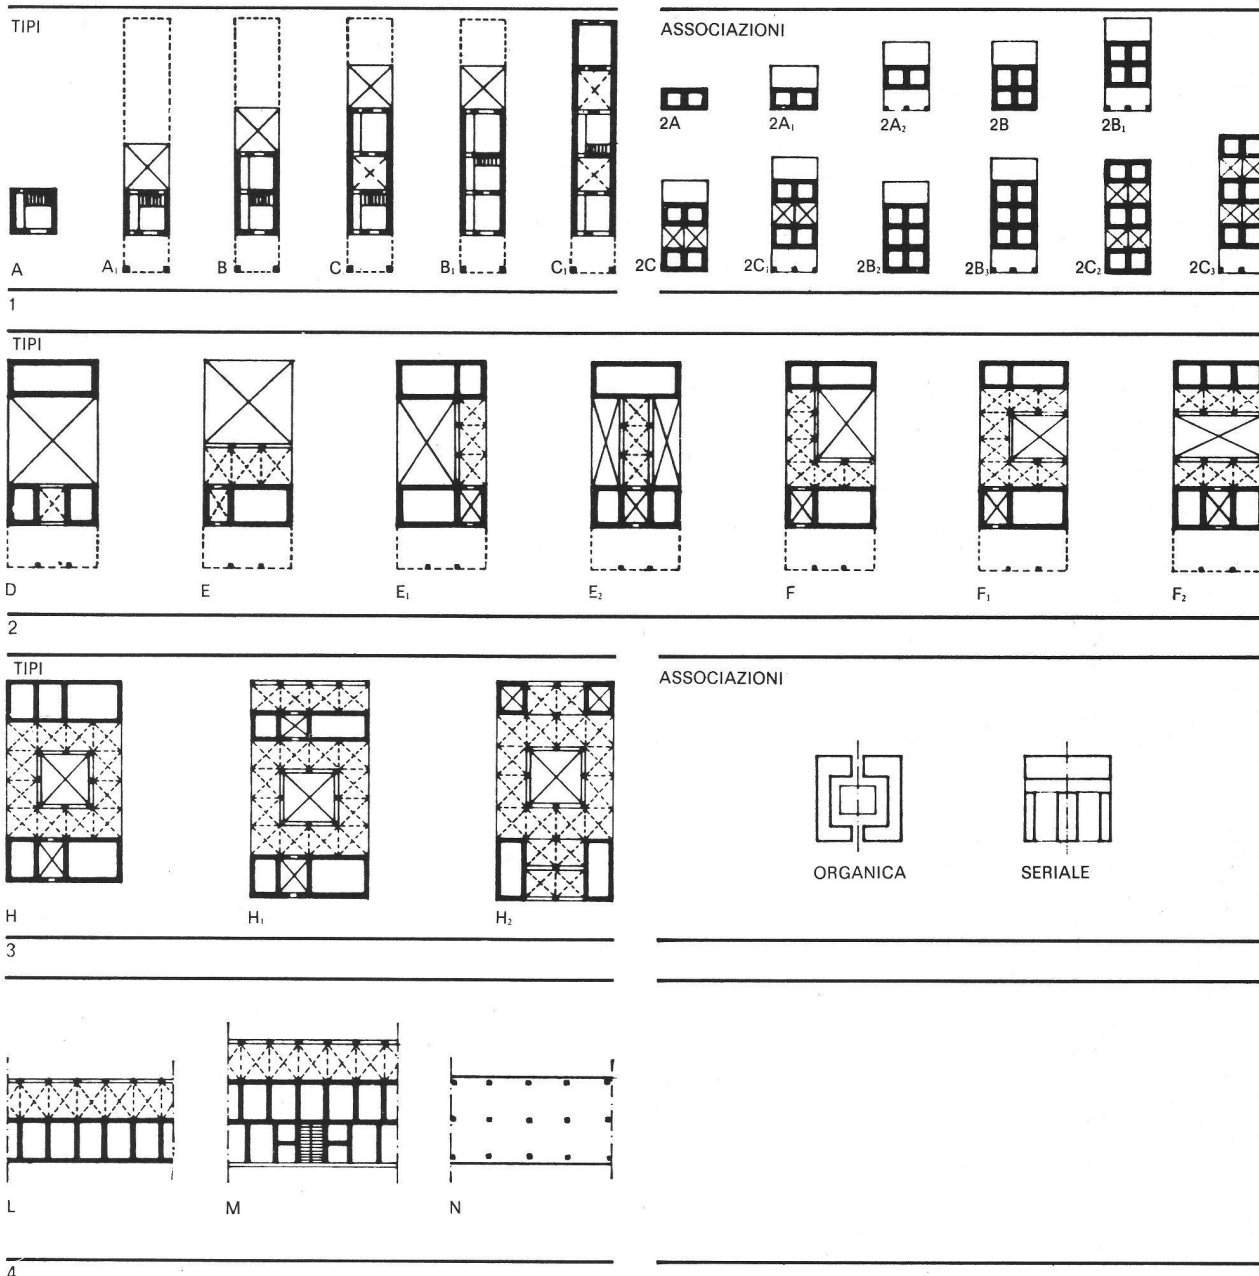 TIPI
A A₁ B C B₁ C₁
1
ASSOCIAZIONI
2A 2A₁ 2A₂ 2B 2B₁
2C 2C₁ 2B₂ 2B₃ 2C₂ 2C₃
TIPI
D E E₁ E₂ F F₁ F₂
2
TIPI
H H₁ H₂
3
ASSOCIAZIONI
ORGANICA SERIALE
L M N
4